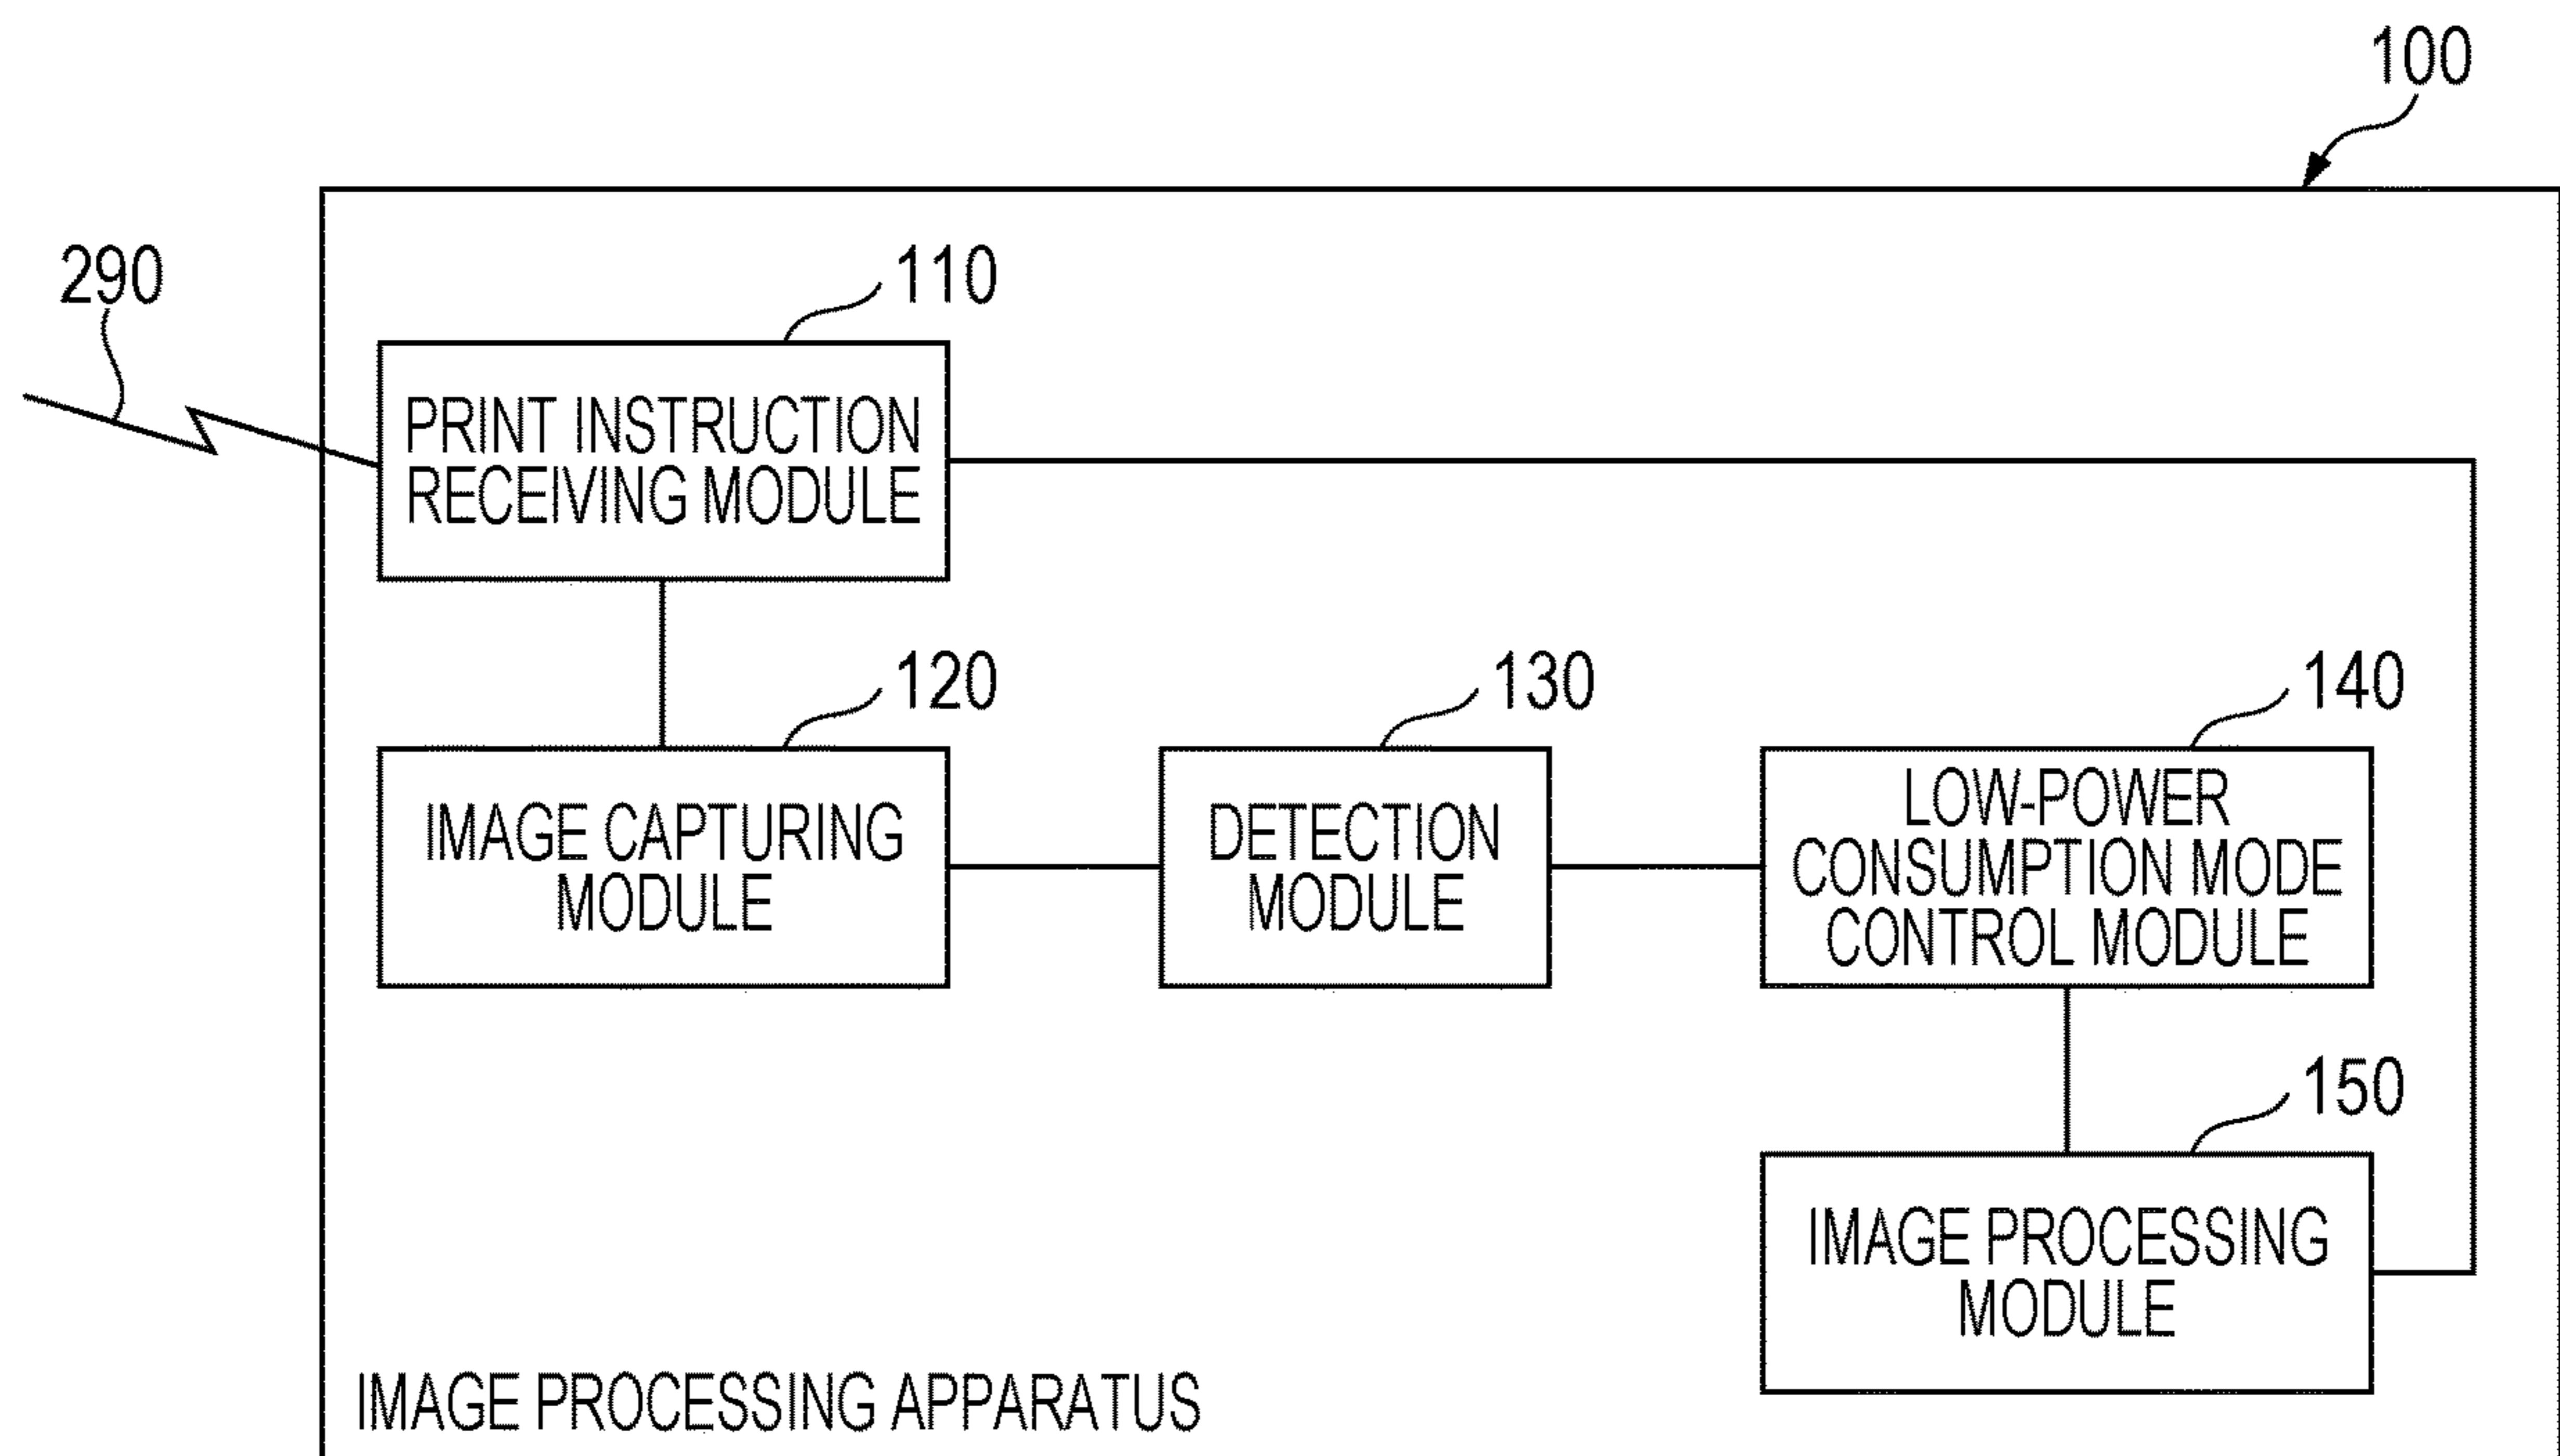 100
290
110
PRINT INSTRUCTION
RECEIVING MODULE
120
130
140
IMAGE CAPTURING
MODULE
DETECTION
MODULE
LOW-POWER
CONSUMPTION MODE
CONTROL MODULE
150
IMAGE PROCESSING
MODULE
IMAGE PROCESSING APPARATUS